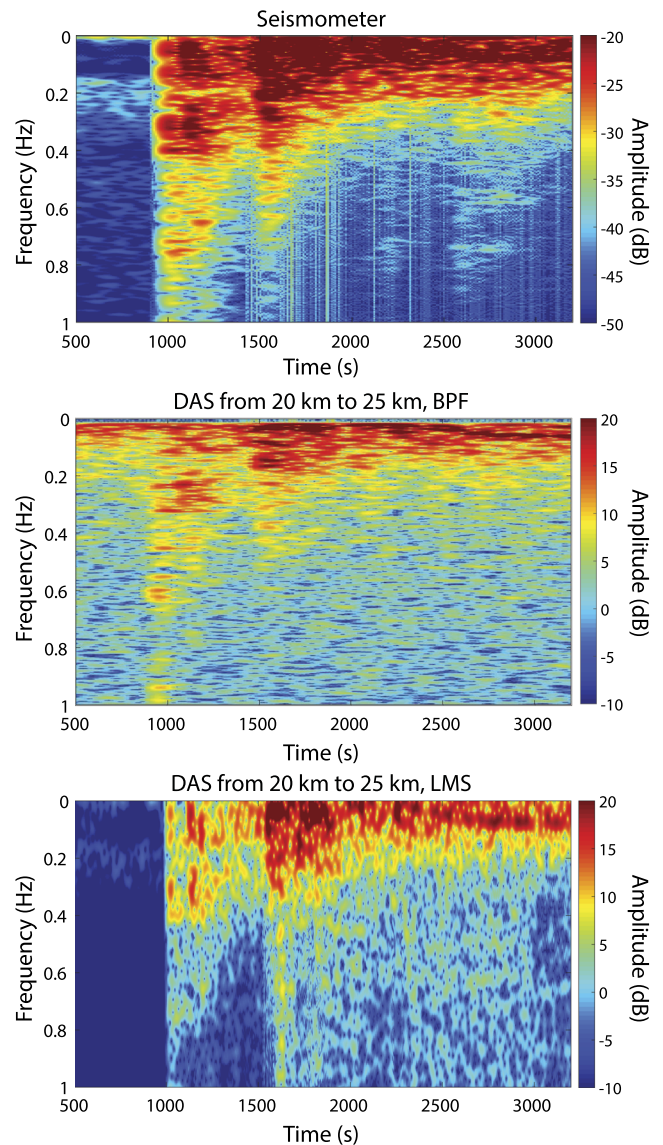 Seismometer
0
0.2
0.4
0.6
0.8
1
Frequency (Hz)
500 1000 1500 2000 2500 3000
Time (s)
-20
-25
-30
-35
-40
-45
-50
Amplitude (dB)
DAS from 20 km to 25 km, BPF
0
0.2
0.4
0.6
0.8
1
Frequency (Hz)
500 1000 1500 2000 2500 3000
Time (s)
20
15
10
5
0
-5
-10
Amplitude (dB)
DAS from 20 km to 25 km, LMS
0
0.2
0.4
0.6
0.8
1
Frequency (Hz)
500 1000 1500 2000 2500 3000
Time (s)
20
15
10
5
0
-5
-10
Amplitude (dB)